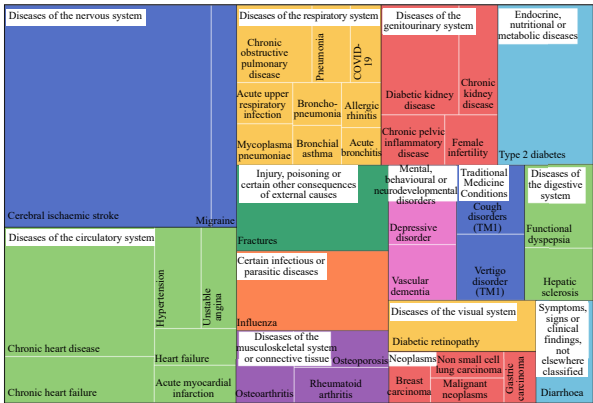 Diseases of the nervous system
Cerebral ischaemic stroke
Migraine
Diseases of the circulatory system
Chronic heart disease
Hypertension
Unstable
angina
Heart failure
Chronic heart failure
Acute myocardial
infarction
Diseases of the respiratory system
Chronic
obstructive
pulmonary
disease
Pneumonia
COVID-
19
Acute upper
respiratory
infection
Broncho-
pneumonia
Allergic
rhinitis
Mycoplasma
pneumoniae
Bronchial
asthma
Acute
bronchitis
Diseases of the
genitourinary system
Diabetic kidney
disease
Chronic
kidney
disease
Chronic pelvic
inflammatory
disease
Female
infertility
Endocrine,
nutritional or
metabolic diseases
Type 2 diabetes
Injury, poisoning or
certain other consequences
of external causes
Fractures
Certain infectious or
parasitic diseases
Influenza
Diseases of the
musculoskeletal system
or connective tissue
Osteoporosis
Osteoarthritis
Rheumatoid
arthritis
Mental,
behavioural or
neurodevelopmental
disorders
Depressive
disorder
Vascular
dementia
Traditional
Medicine
Conditions
Cough
disorders
(TM1)
Vertigo
disorder
(TM1)
Diseases of
the digestive
system
Functional
dyspepsia
Hepatic
sclerosis
Diseases of the visual system
Diabetic retinopathy
Neoplasms
Breast
carcinoma
Non small cell
lung carcinoma
Malignant
neoplasms
Gastric
carcinoma
Symptoms,
signs or
clinical
findings,
not
elsewhere
classified
Diarrhoea